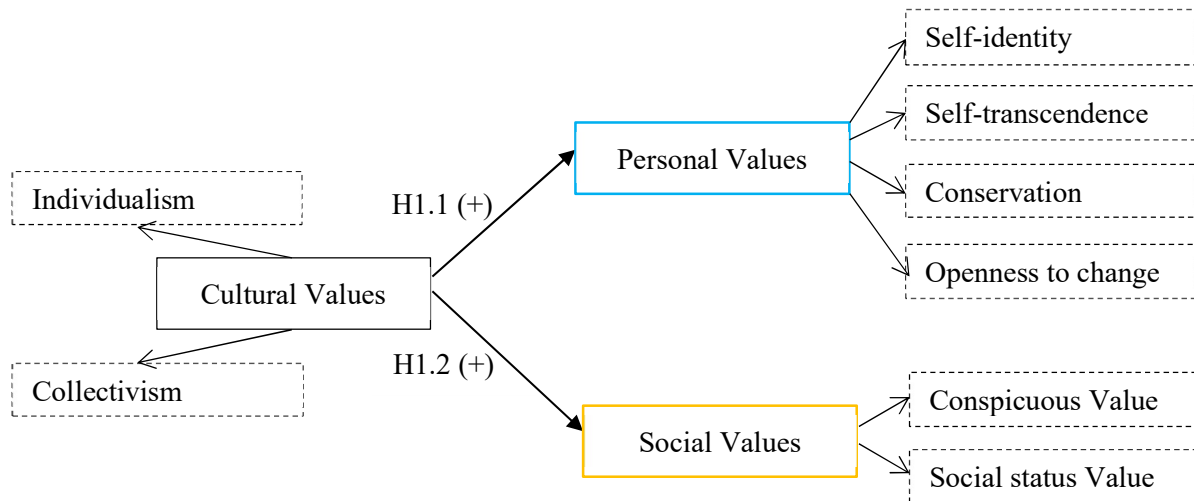 Self-identity
Self-transcendence
Personal Values
Individualism
Conservation
H1.1 (+)
Openness to change
Cultural Values
H1.2 (+)
Collectivism
Conspicuous Value
Social Values
Social status Value